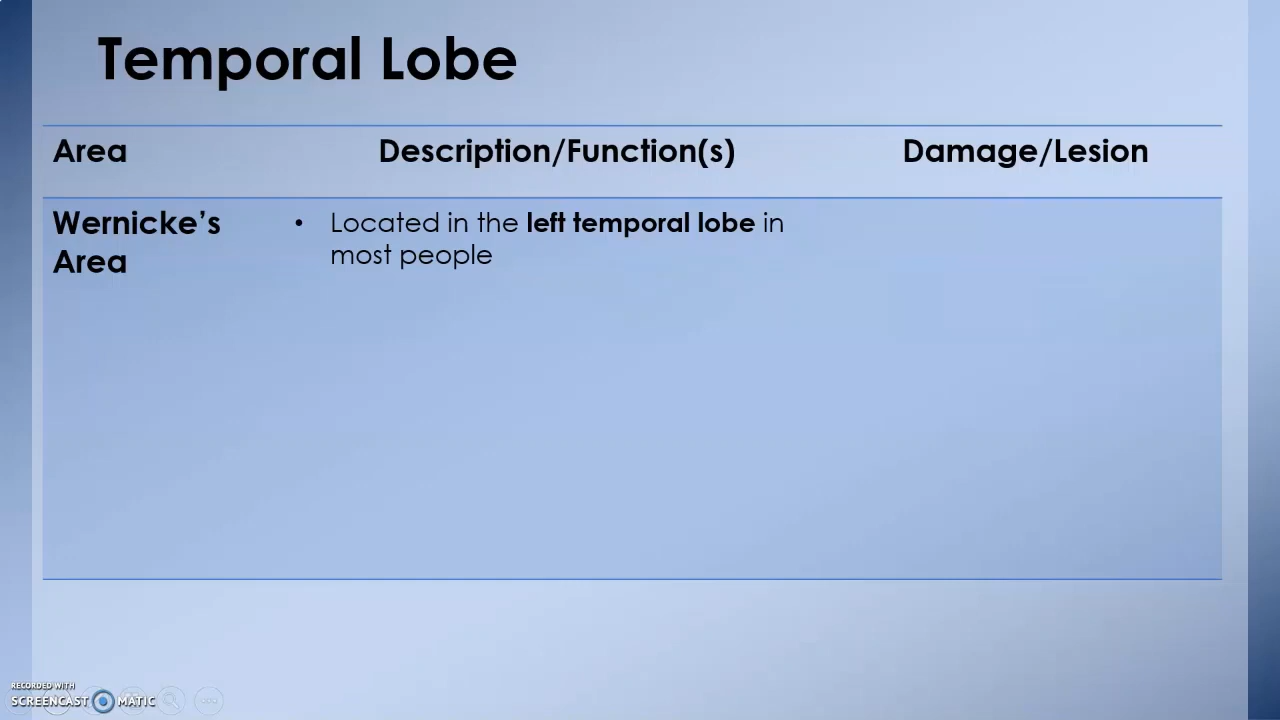 Temporal Lobe
Area Description/Function(s) Damage/Lesion
Wernicke’s
Area
• Located in the left temporal lobe in
most people
RECORDED WITH
SCREENCAST MATIC